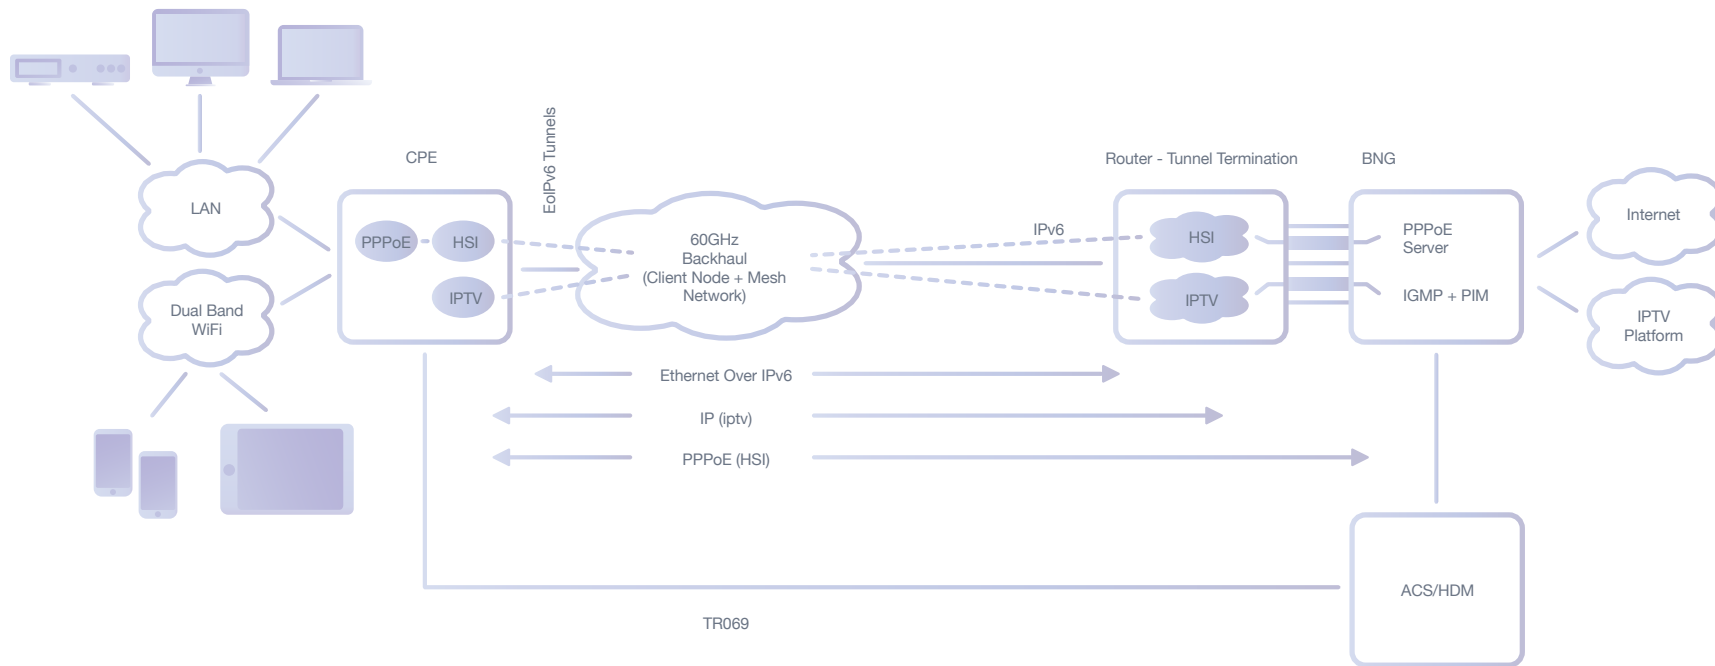 CPE
EoIPv6 Tunnels
Router - Tunnel Termination
BNG
LAN
PPPoE
HSI
IPTV
60GHz
Backhaul
(Client Node + Mesh
Network)
IPv6
HSI
IPTV
PPPoE
Server
IGMP + PIM
Internet
IPTV
Platform
Dual Band
WiFi
Ethernet Over IPv6
IP (iptv)
PPPoE (HSI)
ACS/HDM
TR069